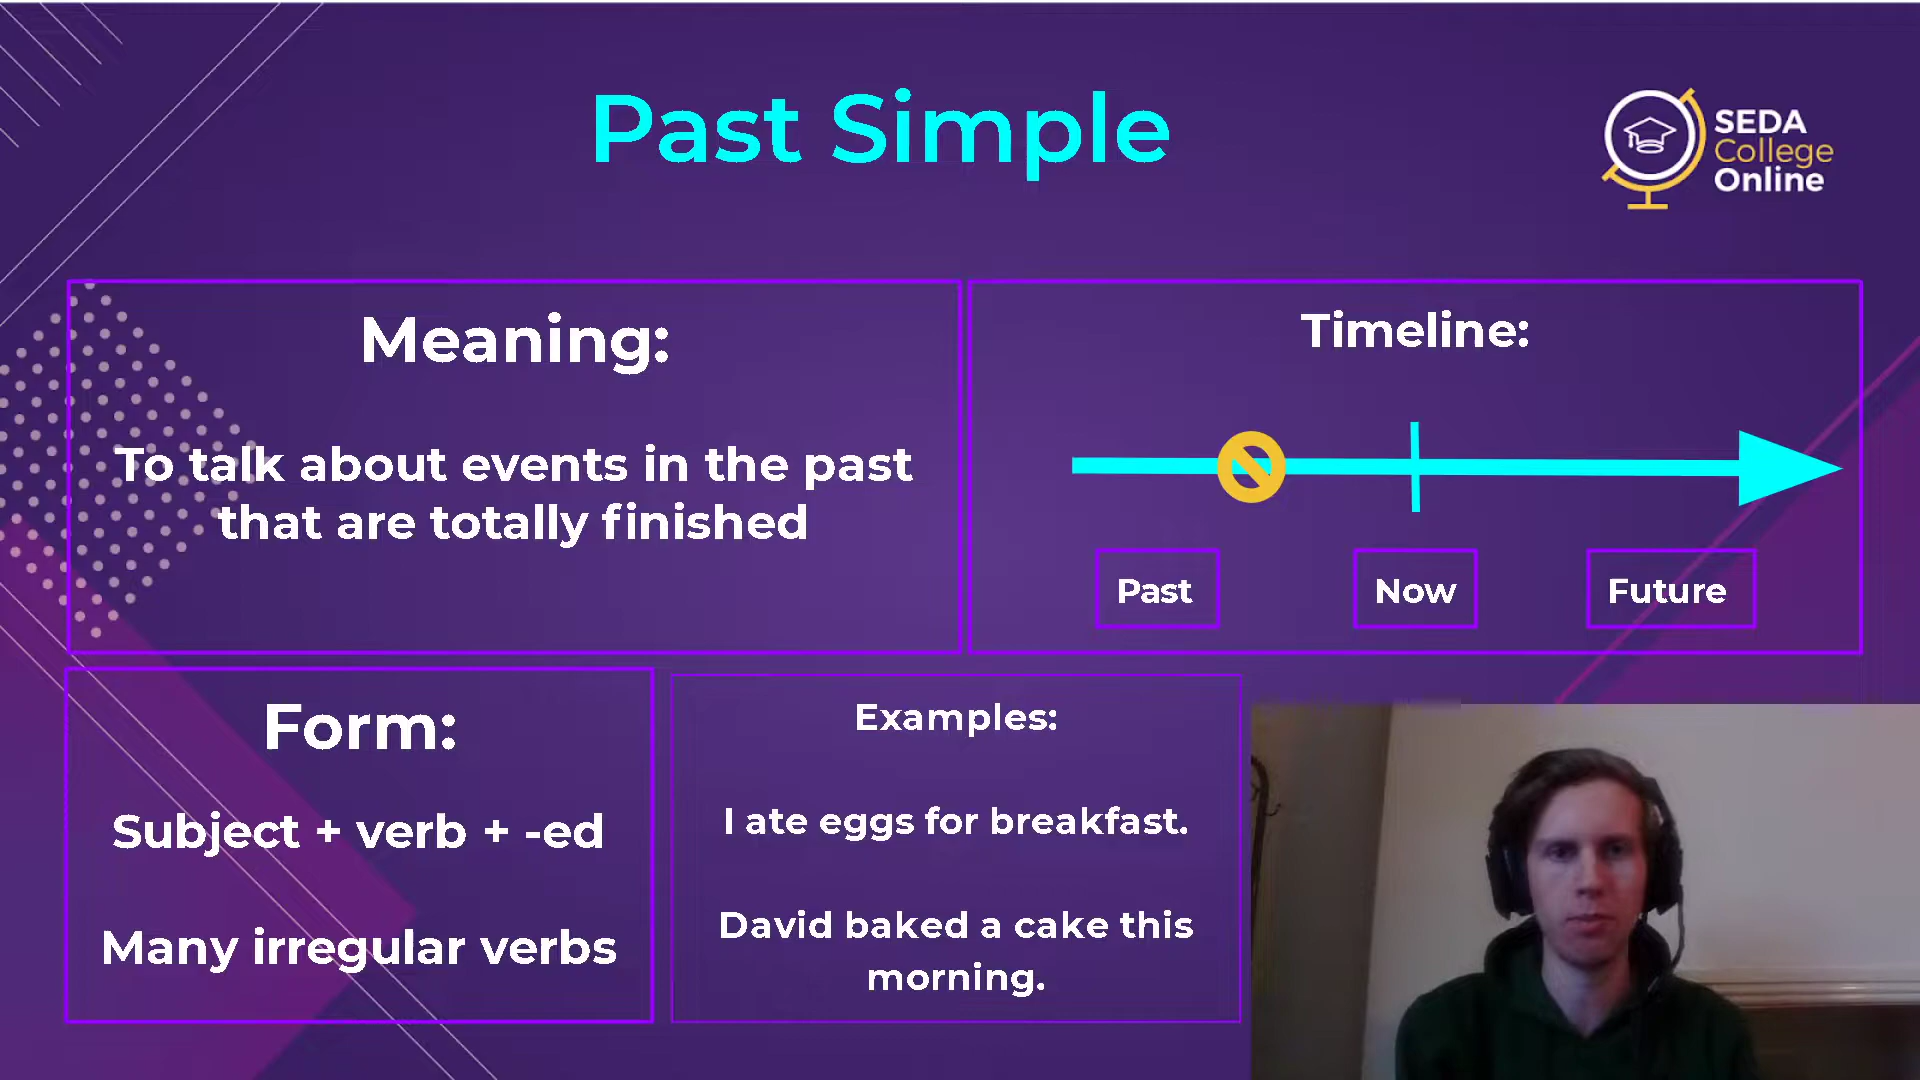 Past Simple
SEDA
College
Online
Meaning:
To talk about events in the past
that are totally finished
Timeline:
Past
Now
Future
Form:
Subject + verb + -ed
Many irregular verbs
Examples:
I ate eggs for breakfast.
David baked a cake this
morning.